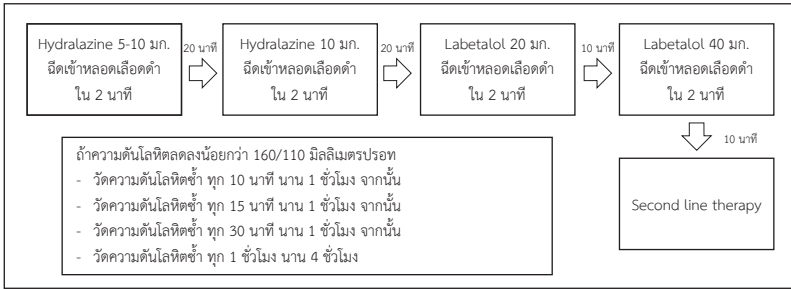 Hydralazine 5-10 มก.
ฉีดเข้าหลอดเลือดดำ
ใน 2 นาที
20 นาที
Hydralazine 10 มก.
ฉีดเข้าหลอดเลือดดำ
ใน 2 นาที
20 นาที
Labetalol 20 มก.
ฉีดเข้าหลอดเลือดดำ
ใน 2 นาที
10 นาที
Labetalol 40 มก.
ฉีดเข้าหลอดเลือดดำ
ใน 2 นาที
10 นาที
Second line therapy
ถ้าความดันโลหิตลดลงน้อยกว่า 160/110 มิลลิเมตรปรอท
- วัดความดันโลหิตซ้ำ ทุก 10 นาที นาน 1 ชั่วโมง จากนั้น
- วัดความดันโลหิตซ้ำ ทุก 15 นาที นาน 1 ชั่วโมง จากนั้น
- วัดความดันโลหิตซ้ำ ทุก 30 นาที นาน 1 ชั่วโมง จากนั้น
- วัดความดันโลหิตซ้ำ ทุก 1 ชั่วโมง นาน 4 ชั่วโมง